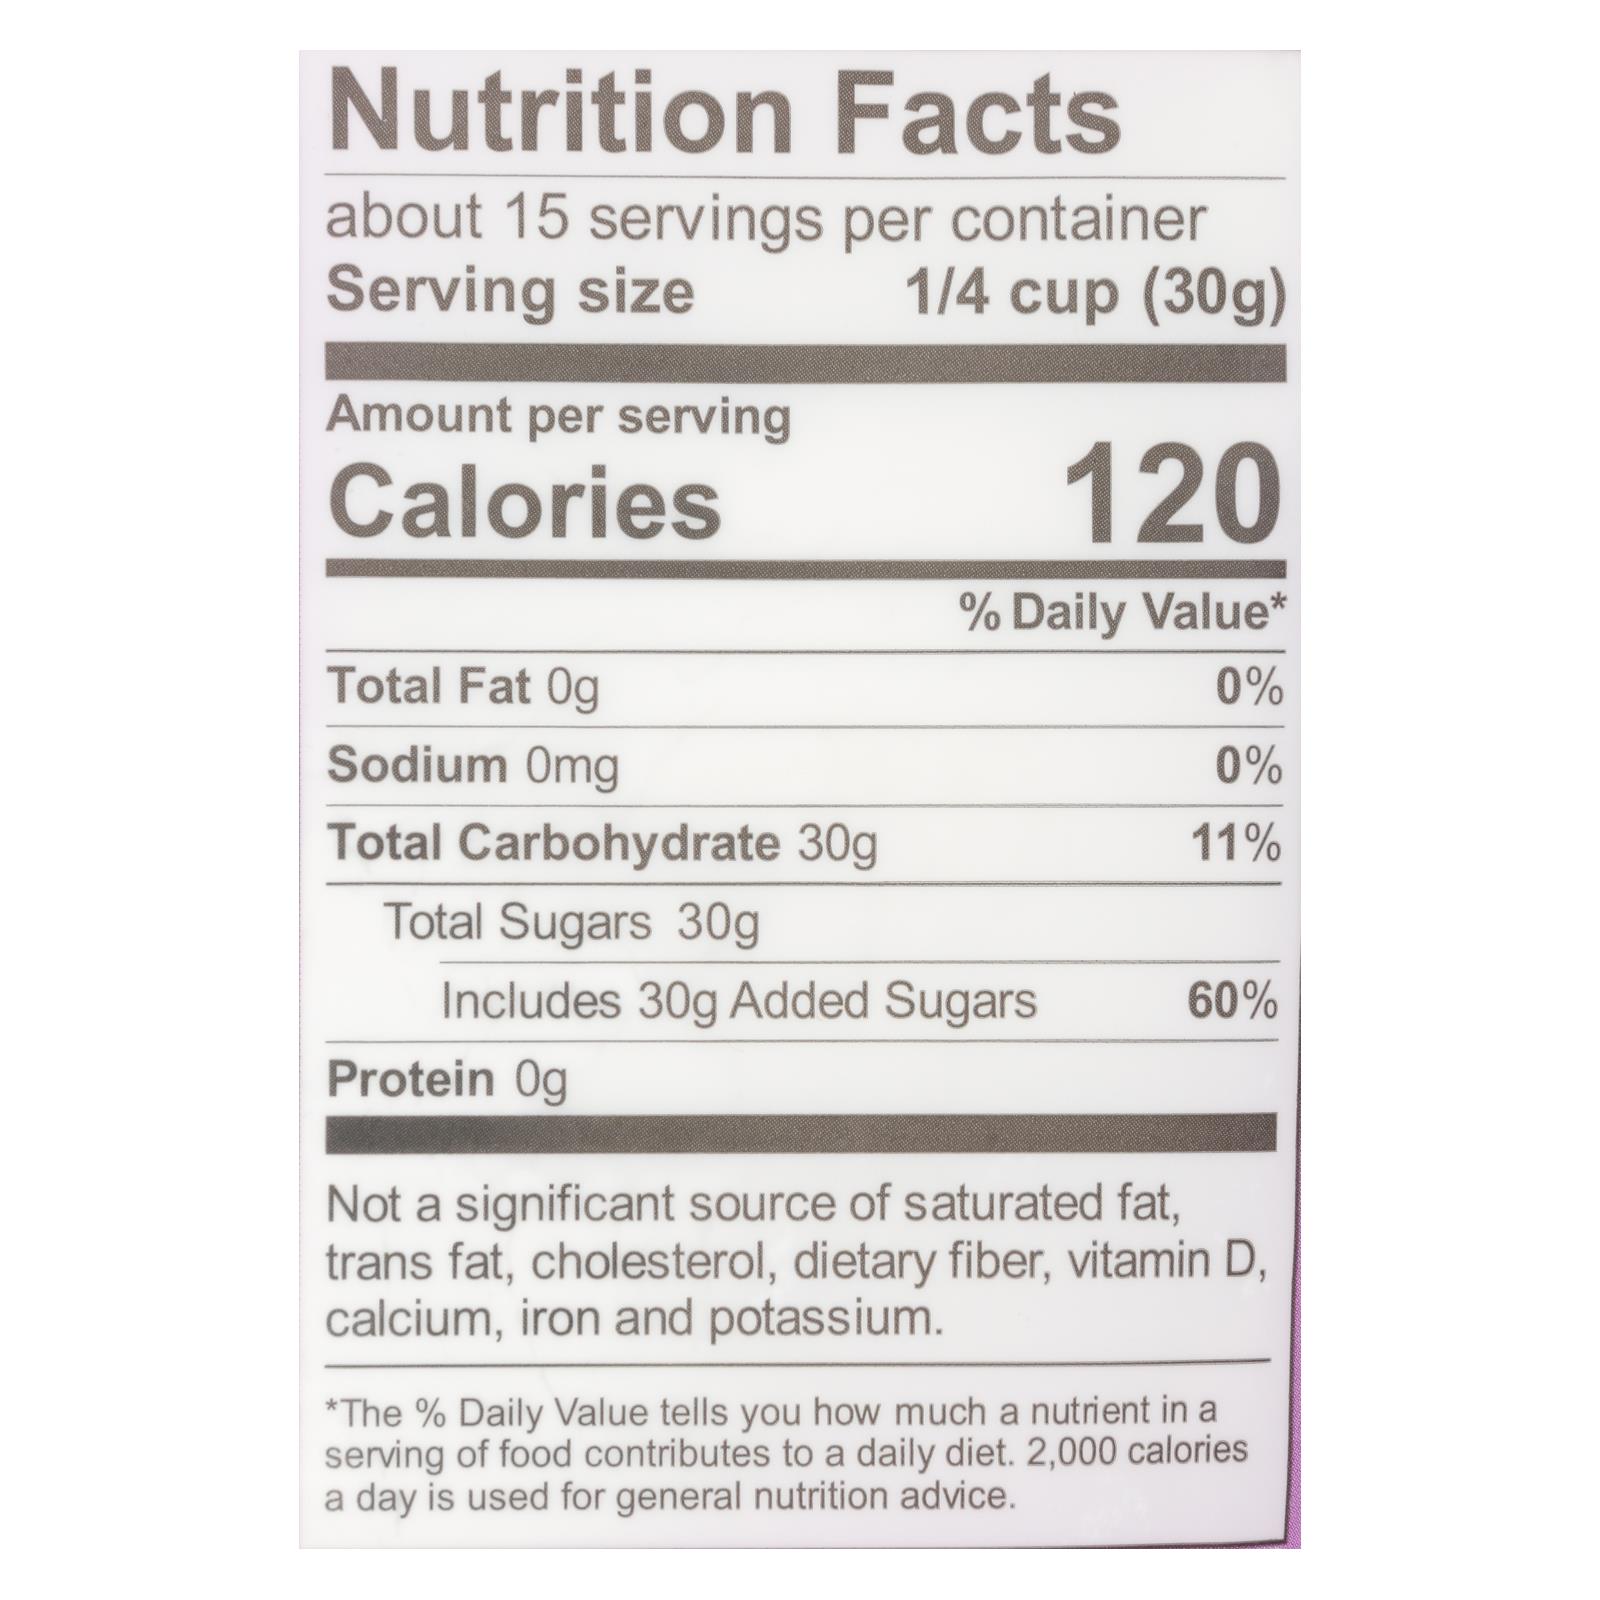 Nutrition Facts
about 15 servings per container
Serving size 1/4 cup (30g)
Amount per serving
Calories 120
% Daily Value*
Total Fat 0g 0%
Sodium 0mg 0%
Total Carbohydrate 30g 11%
Total Sugars 30g
Includes 30g Added Sugars 60%
Protein 0g
Not a significant source of saturated fat,
trans fat, cholesterol, dietary fiber, vitamin D,
calcium, iron and potassium.
*The % Daily Value tells you how much a nutrient in a
serving of food contributes to a daily diet. 2,000 calories
a day is used for general nutrition advice.